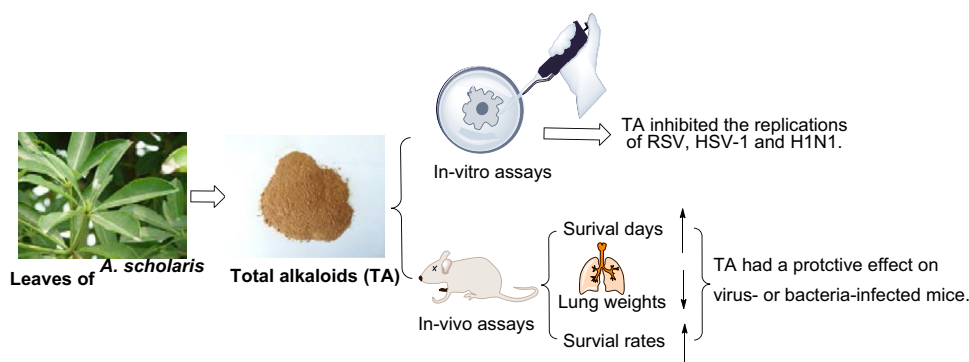 TA inhibited the replications
of RSV, HSV-1 and H1N1.
In-vitro assays
Leaves of A. scholaris
Total alkaloids (TA)
Surival days
Lung weights
Survial rates
In-vivo assays
TA had a protctive effect on
virus- or bacteria-infected mice.